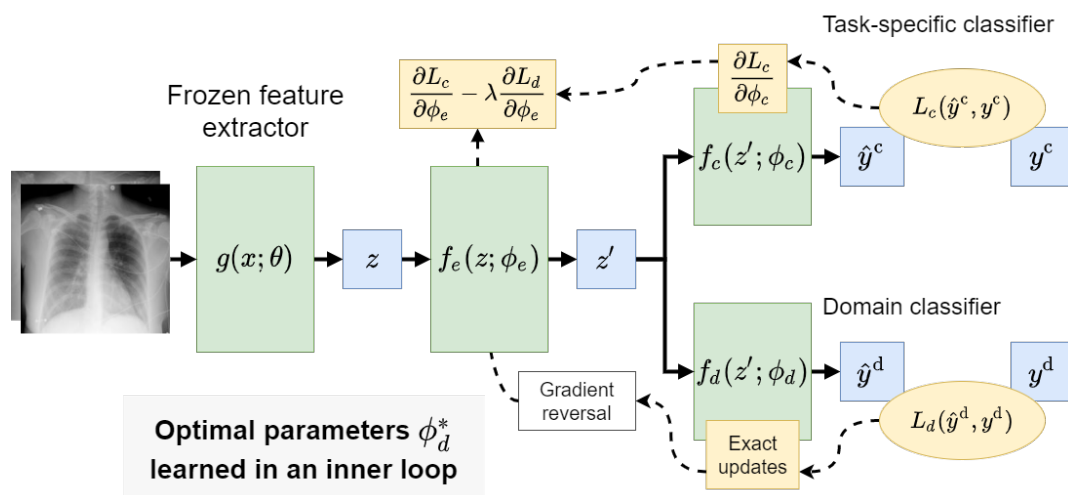 Task-specific classifier
Frozen feature
extractor
∂L_c/∂φ_e − λ ∂L_d/∂φ_e
∂L_c/∂φ_c
L_c(ŷ^c, y^c)
g(x; θ)
z
f_e(z; φ_e)
z′
f_c(z′; φ_c)
ŷ^c
y^c
Domain classifier
f_d(z′; φ_d)
ŷ^d
y^d
Gradient
reversal
L_d(ŷ^d, y^d)
Exact
updates
Optimal parameters φ_d^*
learned in an inner loop